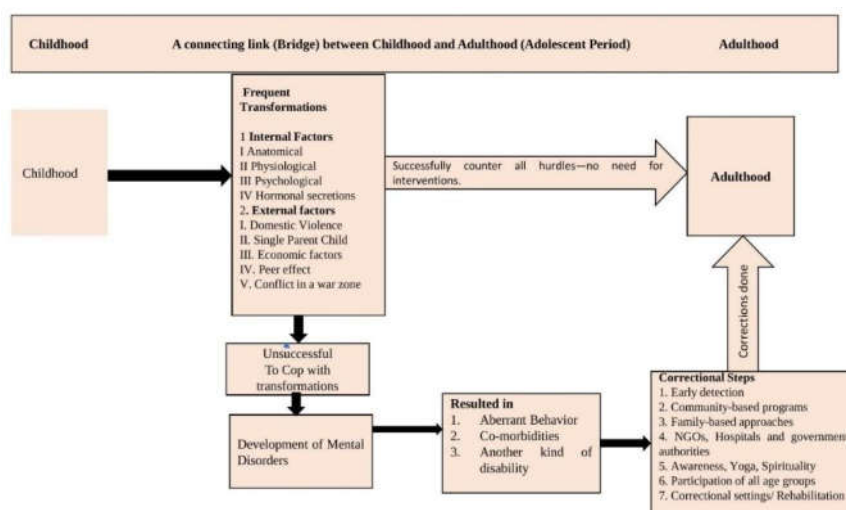 Childhood A connecting link (Bridge) between Childhood and Adulthood (Adolescent Period) Adulthood
Childhood
Frequent
Transformations
1 Internal Factors
I Anatomical
II Physiological
III Psychological
IV Hormonal secretions
2. External factors
I. Domestic Violence
II. Single Parent Child
III. Economic factors
IV. Peer effect
V. Conflict in a war zone
Successfully counter all hurdles—no need for
interventions.
Adulthood
Corrections done
Unsuccessful
To Cop with
transformations
Development of Mental
Disorders
Resulted in
1. Aberrant Behavior
2. Co-morbidities
3. Another kind of
disability
Correctional Steps
1. Early detection
2. Community-based programs
3. Family-based approaches
4. NGOs, Hospitals and government
authorities
5. Awareness, Yoga, Spirituality
6. Participation of all age groups
7. Correctional settings/ Rehabilitation